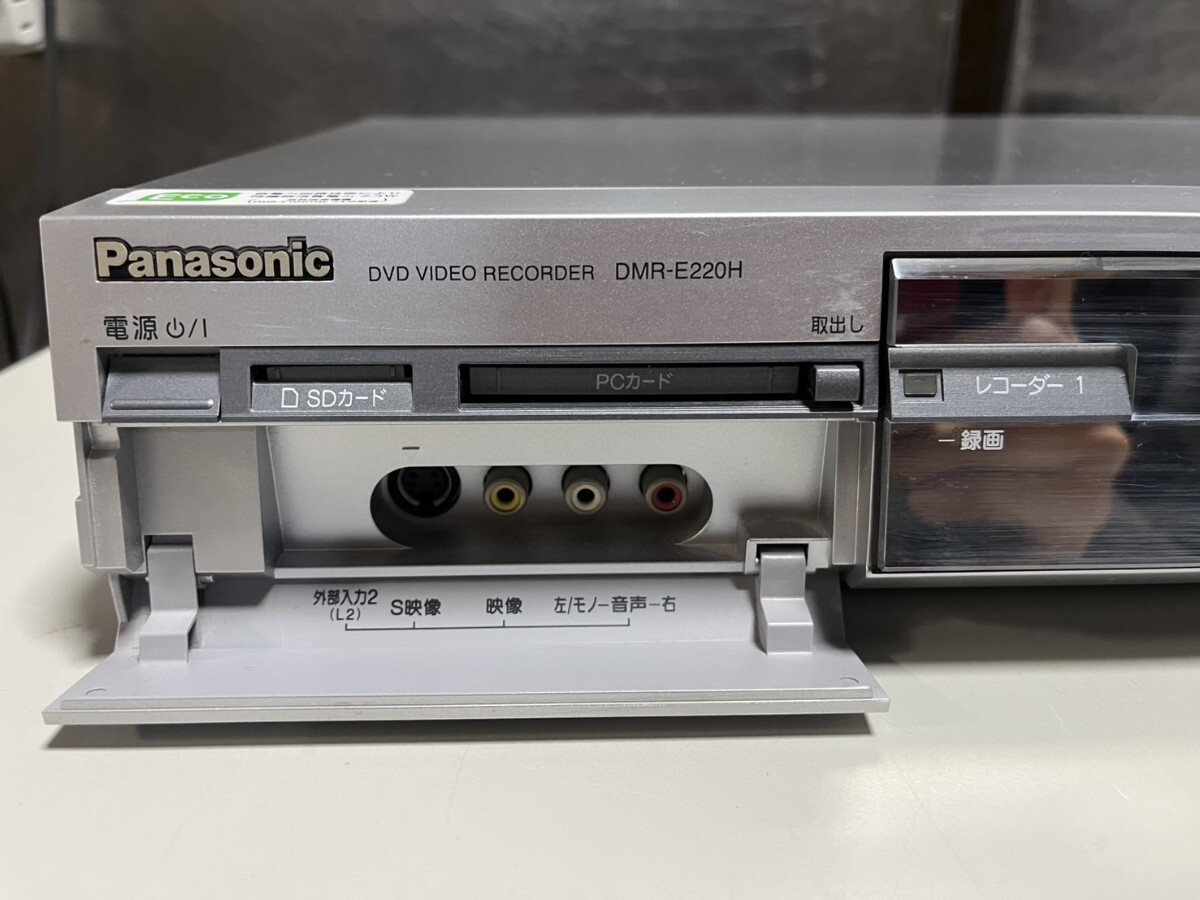 ECO
Panasonic DVD VIDEO RECORDER DMR-E220H
電源 ⏻/I
取出し
SDカード
PCカード
レコーダー 1
録画
外部入力2
(L2)
S映像
映像
左/モノー音声ー右